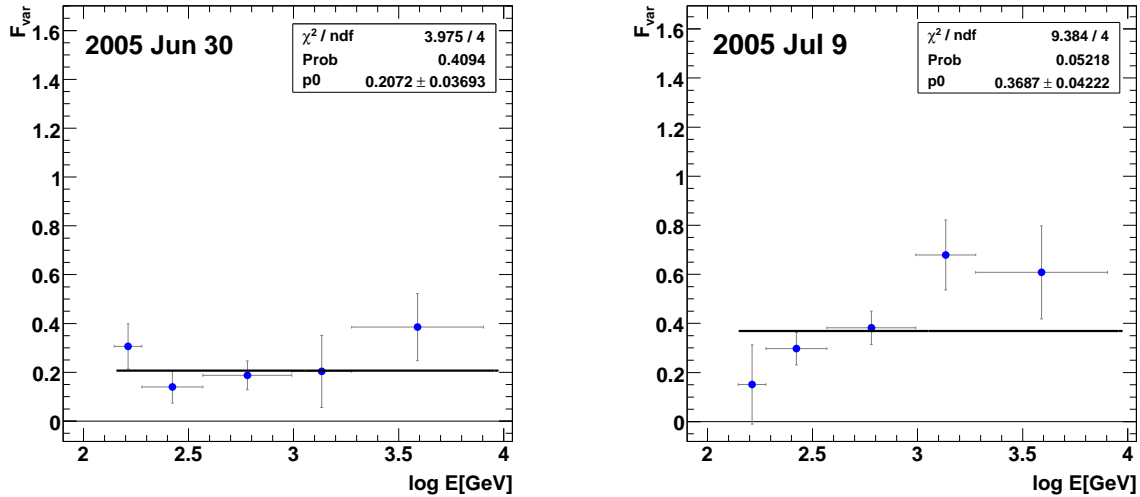 F_var
1.6
1.4
1.2
1
0.8
0.6
0.4
0.2
0
2005 Jun 30
χ² / ndf 3.975 / 4
Prob 0.4094
p0 0.2072 ± 0.03693
2 2.5 3 3.5 4
log E[GeV]
F_var
1.6
1.4
1.2
1
0.8
0.6
0.4
0.2
0
2005 Jul 9
χ² / ndf 9.384 / 4
Prob 0.05218
p0 0.3687 ± 0.04222
2 2.5 3 3.5 4
log E[GeV]